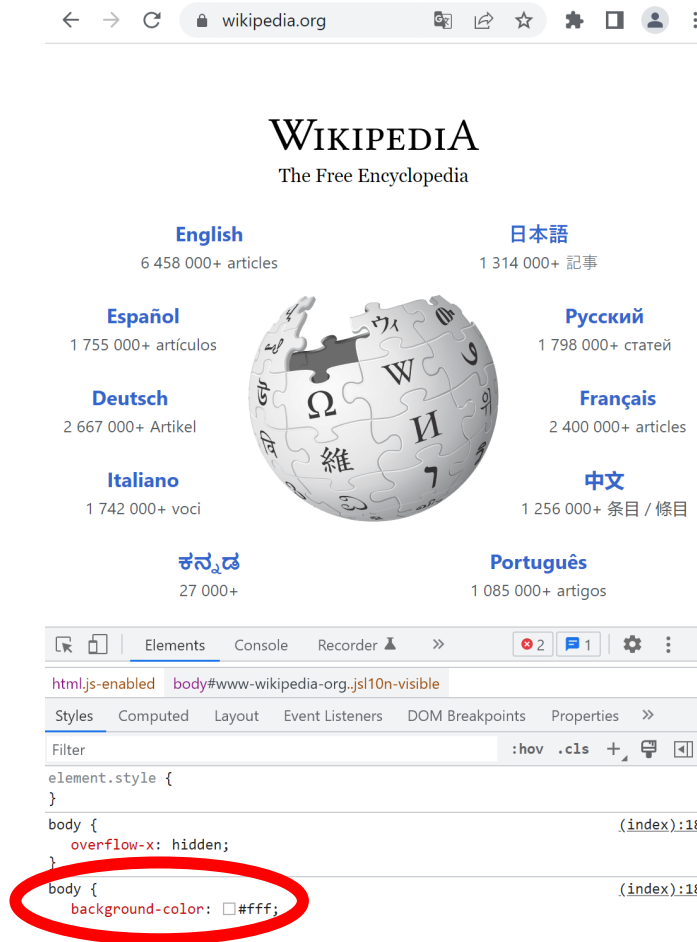 wikipedia.org
WIKIPEDIA
The Free Encyclopedia
English
6 458 000+ articles
日本語
1 314 000+ 記事
Español
1 755 000+ artículos
Русский
1 798 000+ статей
Deutsch
2 667 000+ Artikel
Français
2 400 000+ articles
Italiano
1 742 000+ voci
中文
1 256 000+ 条目 / 條目
ಕನ್ನಡ
27 000+
Português
1 085 000+ artigos
Ω
W
И
維
ウィ
Elements Console Recorder » 2 1
html.js-enabled body#www-wikipedia-org..jsl10n-visible
Styles Computed Layout Event Listeners DOM Breakpoints Properties »
Filter :hov .cls +
element.style {
}
body { (index):18
overflow-x: hidden;
}
body { (index):18
background-color: #fff;